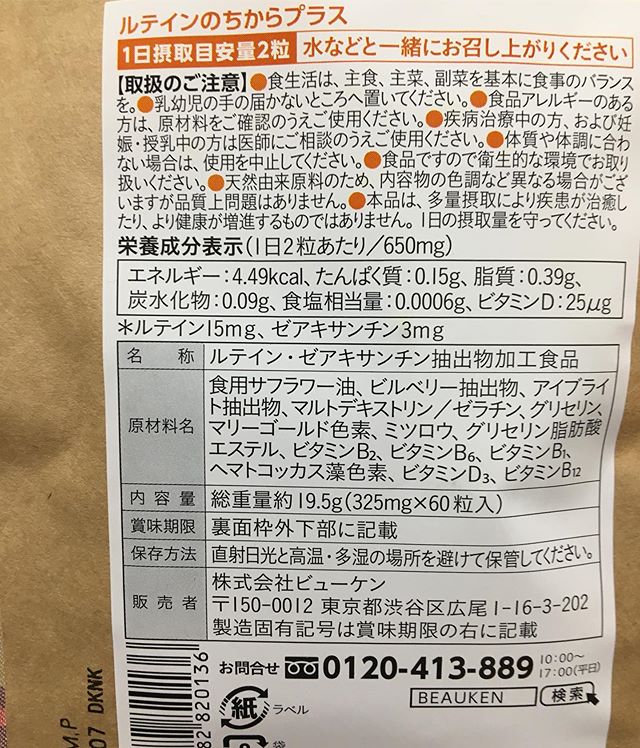 ルテインのちからプラス
1日摂取目安量2粒 水などと一緒にお召し上がりください
【取扱のご注意】●食生活は、主食、主菜、副菜を基本に食事のバランス
を。●乳幼児の手の届かないところへ置いてください。●食品アレルギーのある
方は、原材料をご確認のうえご使用ください。●疾病治療中の方、および妊
娠・授乳中の方は医師にご相談のうえご使用ください。●体質や体調に合わ
ない場合は、使用を中止してください。●食品ですので衛生的な環境でお取り
扱いください。●天然由来原料のため、内容物の色調など異なる場合がござ
いますが品質上問題はありません。●本品は、多量摂取により疾患が治癒し
たり、より健康が増進するものではありません。1日の摂取量を守ってください。
栄養成分表示(1日2粒あたり/650mg)
エネルギー:4.49kcal、たんぱく質:0.15g、脂質:0.39g、
炭水化物:0.09g、食塩相当量:0.0006g、ビタミンD:25μg
*ルテイン15mg、ゼアキサンチン3mg
名称 ルテイン・ゼアキサンチン抽出物加工食品
原材料名
食用サフラワー油、ビルベリー抽出物、アイブライ
ト抽出物、マルトデキストリン/ゼラチン、グリセリン、
マリーゴールド色素、ミツロウ、グリセリン脂肪酸
エステル、ビタミンB2、ビタミンB6、ビタミンB1、
ヘマトコッカス藻色素、ビタミンD3、ビタミンB12
内容量 総重量約19.5g(325mg×60粒入)
賞味期限 裏面枠外下部に記載
保存方法 直射日光と高温・多湿の場所を避けて保管してください。
販売者
株式会社ビューケン
〒150-0012 東京都渋谷区広尾1-16-3-202
製造固有記号は賞味期限の右に記載
お問合せ 0120-413-889 10:00~17:00(平日)
BEAUKEN 検索
紙 ラベル
袋
82820136
M.P
07 DKNK